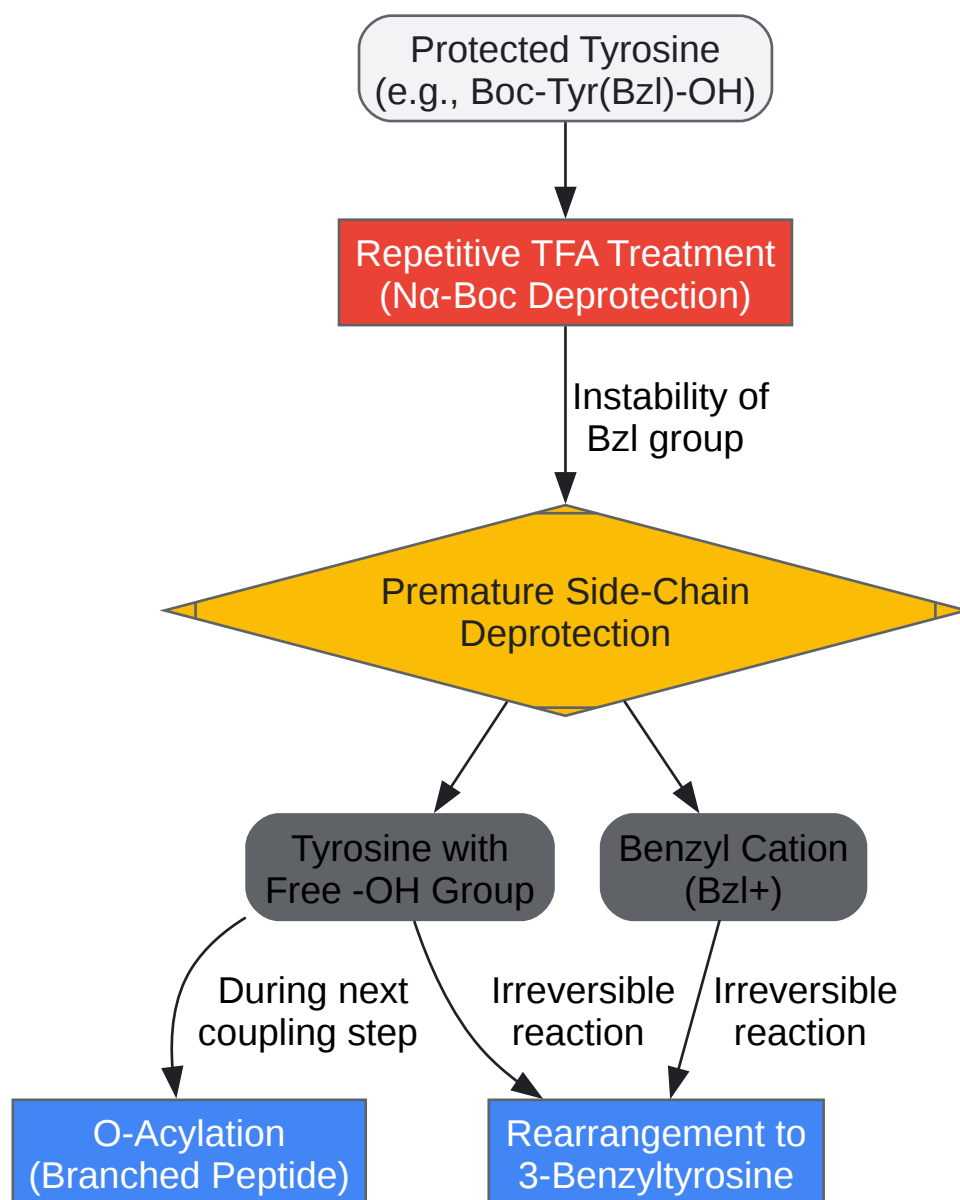 Protected Tyrosine
(e.g., Boc-Tyr(Bzl)-OH)
Repetitive TFA Treatment
(Nα-Boc Deprotection)
Instability of
Bzl group
Premature Side-Chain
Deprotection
Tyrosine with
Free -OH Group
Benzyl Cation
(Bzl+)
During next
coupling step
Irreversible
reaction
Irreversible
reaction
O-Acylation
(Branched Peptide)
Rearrangement to
3-Benzyltyrosine